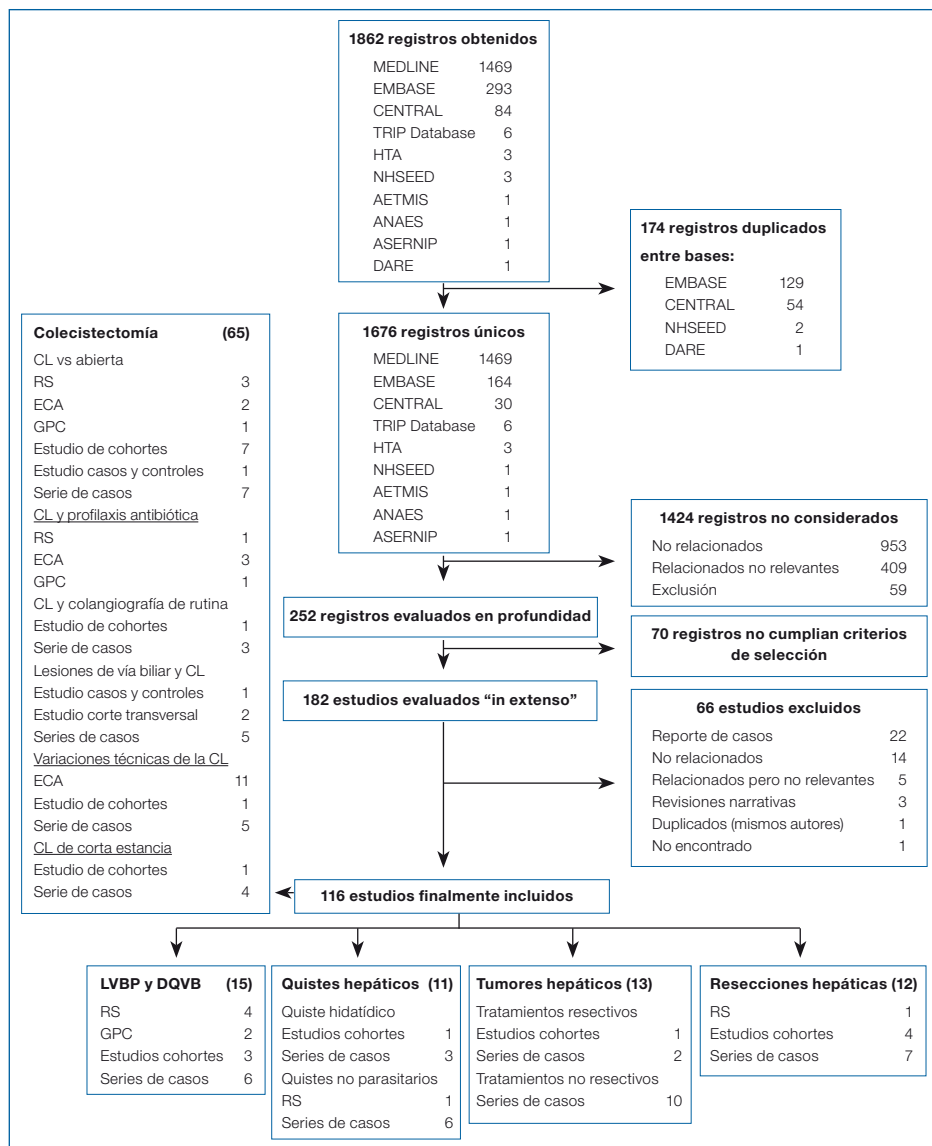 1862 registros obtenidos
MEDLINE 1469
EMBASE 293
CENTRAL 84
TRIP Database 6
HTA 3
NHSEED 3
AETMIS 1
ANAES 1
ASERNIP 1
DARE 1
174 registros duplicados
entre bases:
EMBASE 129
CENTRAL 54
NHSEED 2
DARE 1
1676 registros únicos
MEDLINE 1469
EMBASE 164
CENTRAL 30
TRIP Database 6
HTA 3
NHSEED 1
AETMIS 1
ANAES 1
ASERNIP 1
1424 registros no considerados
No relacionados 953
Relacionados no relevantes 409
Exclusión 59
252 registros evaluados en profundidad
70 registros no cumplian criterios
de selección
182 estudios evaluados “in extenso”
66 estudios excluidos
Reporte de casos 22
No relacionados 14
Relacionados pero no relevantes 5
Revisiones narrativas 3
Duplicados (mismos autores) 1
No encontrado 1
116 estudios finalmente incluidos
Colecistectomía (65)
CL vs abierta
RS 3
ECA 2
GPC 1
Estudio de cohortes 7
Estudio casos y controles 1
Serie de casos 7
CL y profilaxis antibiótica
RS 1
ECA 3
GPC 1
CL y colangiografía de rutina
Estudio de cohortes 1
Serie de casos 3
Lesiones de vía biliar y CL
Estudio casos y controles 1
Estudio corte transversal 2
Series de casos 5
Variaciones técnicas de la CL
ECA 11
Estudio de cohortes 1
Serie de casos 5
CL de corta estancia
Estudio de cohortes 1
Serie de casos 4
LVBP y DQVB (15)
RS 4
GPC 2
Estudios cohortes 3
Series de casos 6
Quistes hepáticos (11)
Quiste hidatídico
Estudios cohortes 1
Series de casos 3
Quistes no parasitarios
RS 1
Series de casos 6
Tumores hepáticos (13)
Tratamientos resectivos
Estudios cohortes 1
Series de casos 2
Tratamientos no resectivos
Series de casos 10
Resecciones hepáticas (12)
RS 1
Estudios cohortes 4
Series de casos 7